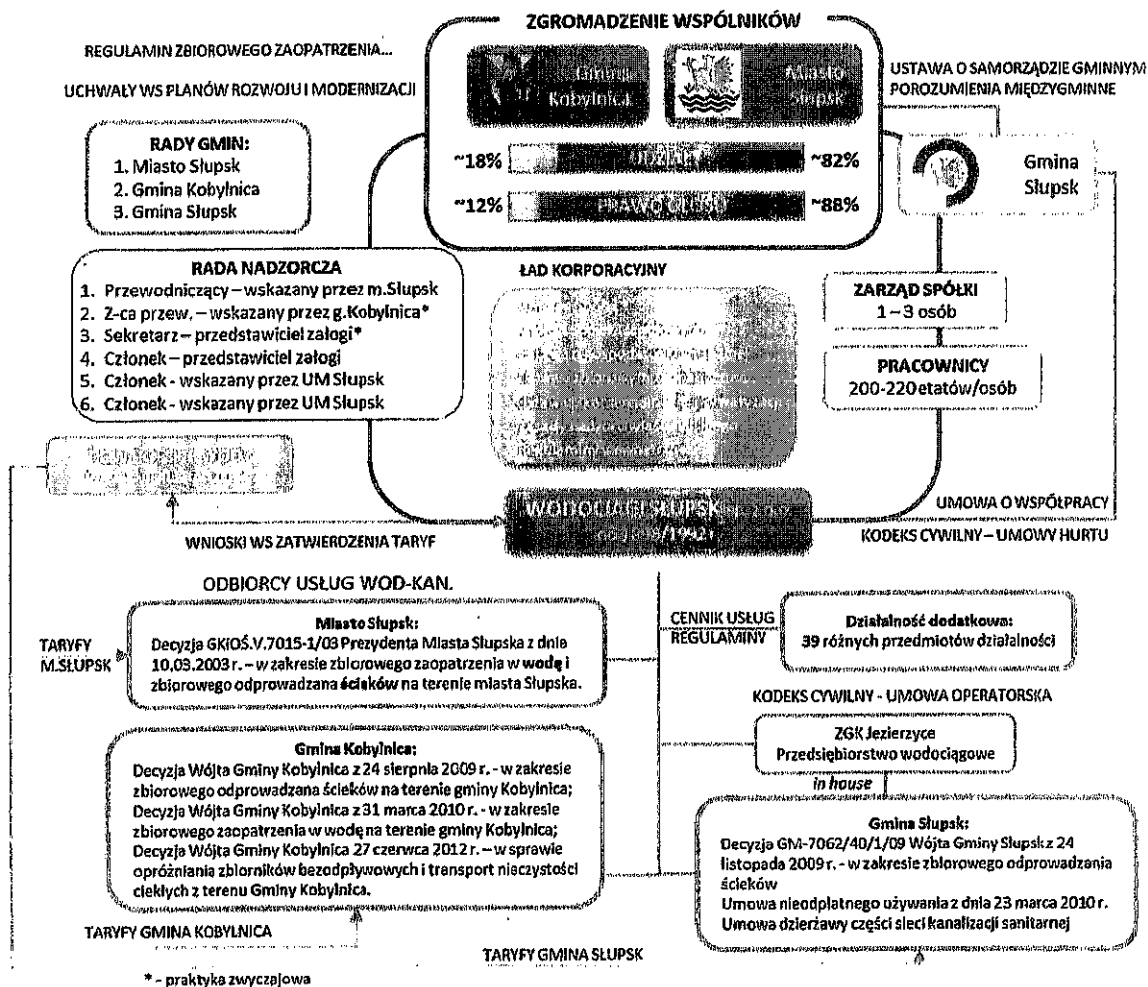 ZGROMADZENIE WSPÓLNIKÓW
REGULAMIN ZBIOROWEGO ZAOPATRZENIA...
UCHWAŁY WS PLANÓW ROZWOJU I MODERNIZACJI
Gmina
Kobylnica
Miasto
Słupsk
USTAWA O SAMORZĄDZIE GMINNYM
POROZUMIENIA MIĘDZYGMINNE
~18%
UDZIAŁY
~82%
~12%
PRAWO GŁOSU
~88%
RADY GMIN:
1. Miasto Słupsk
2. Gmina Kobylnica
3. Gmina Słupsk
Gmina
Słupsk
RADA NADZORCZA
1. Przewodniczący – wskazany przez m.Słupsk
2. Z-ca przew. – wskazany przez g.Kobylnica*
3. Sekretarz – przedstawiciel załogi*
4. Członek – przedstawiciel załogi
5. Członek - wskazany przez UM Słupsk
6. Członek - wskazany przez UM Słupsk
ŁAD KORPORACYJNY
ZARZĄD SPÓŁKI
1 – 3 osób
PRACOWNICY
200-220 etatów/osób
WODOCIĄGI SŁUPSK
WNIOSKI WS ZATWIERDZENIA TARYF
UMOWA O WSPÓŁPRACY
KODEKS CYWILNY – UMOWY HURTU
ODBIORCY USŁUG WOD-KAN.
TARYFY
M.SŁUPSK
Miasto Słupsk:
Decyzja GKiOŚ.V.7015-1/03 Prezydenta Miasta Słupska z dnia
10.03.2003 r. – w zakresie zbiorowego zaopatrzenia w wodę i
zbiorowego odprowadzana ścieków na terenie miasta Słupska.
CENNIK USŁUG
REGULAMINY
Działalność dodatkowa:
39 różnych przedmiotów działalności
KODEKS CYWILNY - UMOWA OPERATORSKA
ZGK Jezierzyce
Przedsiębiorstwo wodociągowe
in house
Gmina Kobylnica:
Decyzja Wójta Gminy Kobylnica z 24 sierpnia 2009 r. - w zakresie
zbiorowego odprowadzana ścieków na terenie gminy Kobylnica;
Decyzja Wójta Gminy Kobylnica z 31 marca 2010 r. - w zakresie
zbiorowego zaopatrzenia w wodę na terenie gminy Kobylnica;
Decyzja Wójta Gminy Kobylnica 27 czerwca 2012 r. – w sprawie
opróżniania zbiorników bezodpływowych i transport nieczystości
ciekłych z terenu Gminy Kobylnica.
Gmina Słupsk:
Decyzja GM-7062/40/1/09 Wójta Gminy Słupsk z 24
listopada 2009 r. - w zakresie zbiorowego odprowadzania
ścieków
Umowa nieodpłatnego używania z dnia 23 marca 2010 r.
Umowa dzierżawy części sieci kanalizacji sanitarnej
TARYFY GMINA KOBYLNICA
TARYFY GMINA SŁUPSK
* - praktyka zwyczajowa